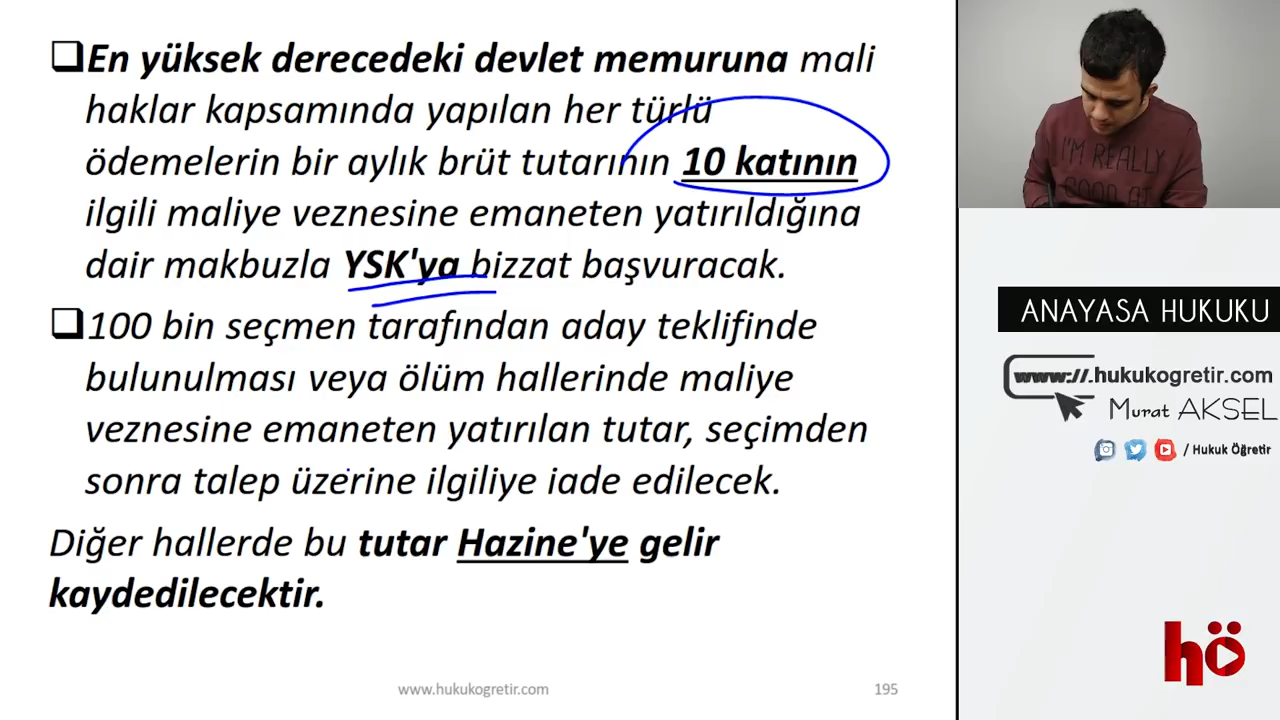 En yüksek derecedeki devlet memuruna mali
haklar kapsamında yapılan her türlü
ödemelerin bir aylık brüt tutarının 10 katının
ilgili maliye veznesine emaneten yatırıldığına
dair makbuzla YSK'ya bizzat başvuracak.
100 bin seçmen tarafından aday teklifinde
bulunulması veya ölüm hallerinde maliye
veznesine emaneten yatırılan tutar, seçimden
sonra talep üzerine ilgiliye iade edilecek.
Diğer hallerde bu tutar Hazine'ye gelir
kaydedilecektir.
www.hukukogretir.com
195
I'M REALLY
GOOD AT
ANAYASA HUKUKU
www://.hukukogretir.com
Murat AKSEL
/ Hukuk Öğretir
hö